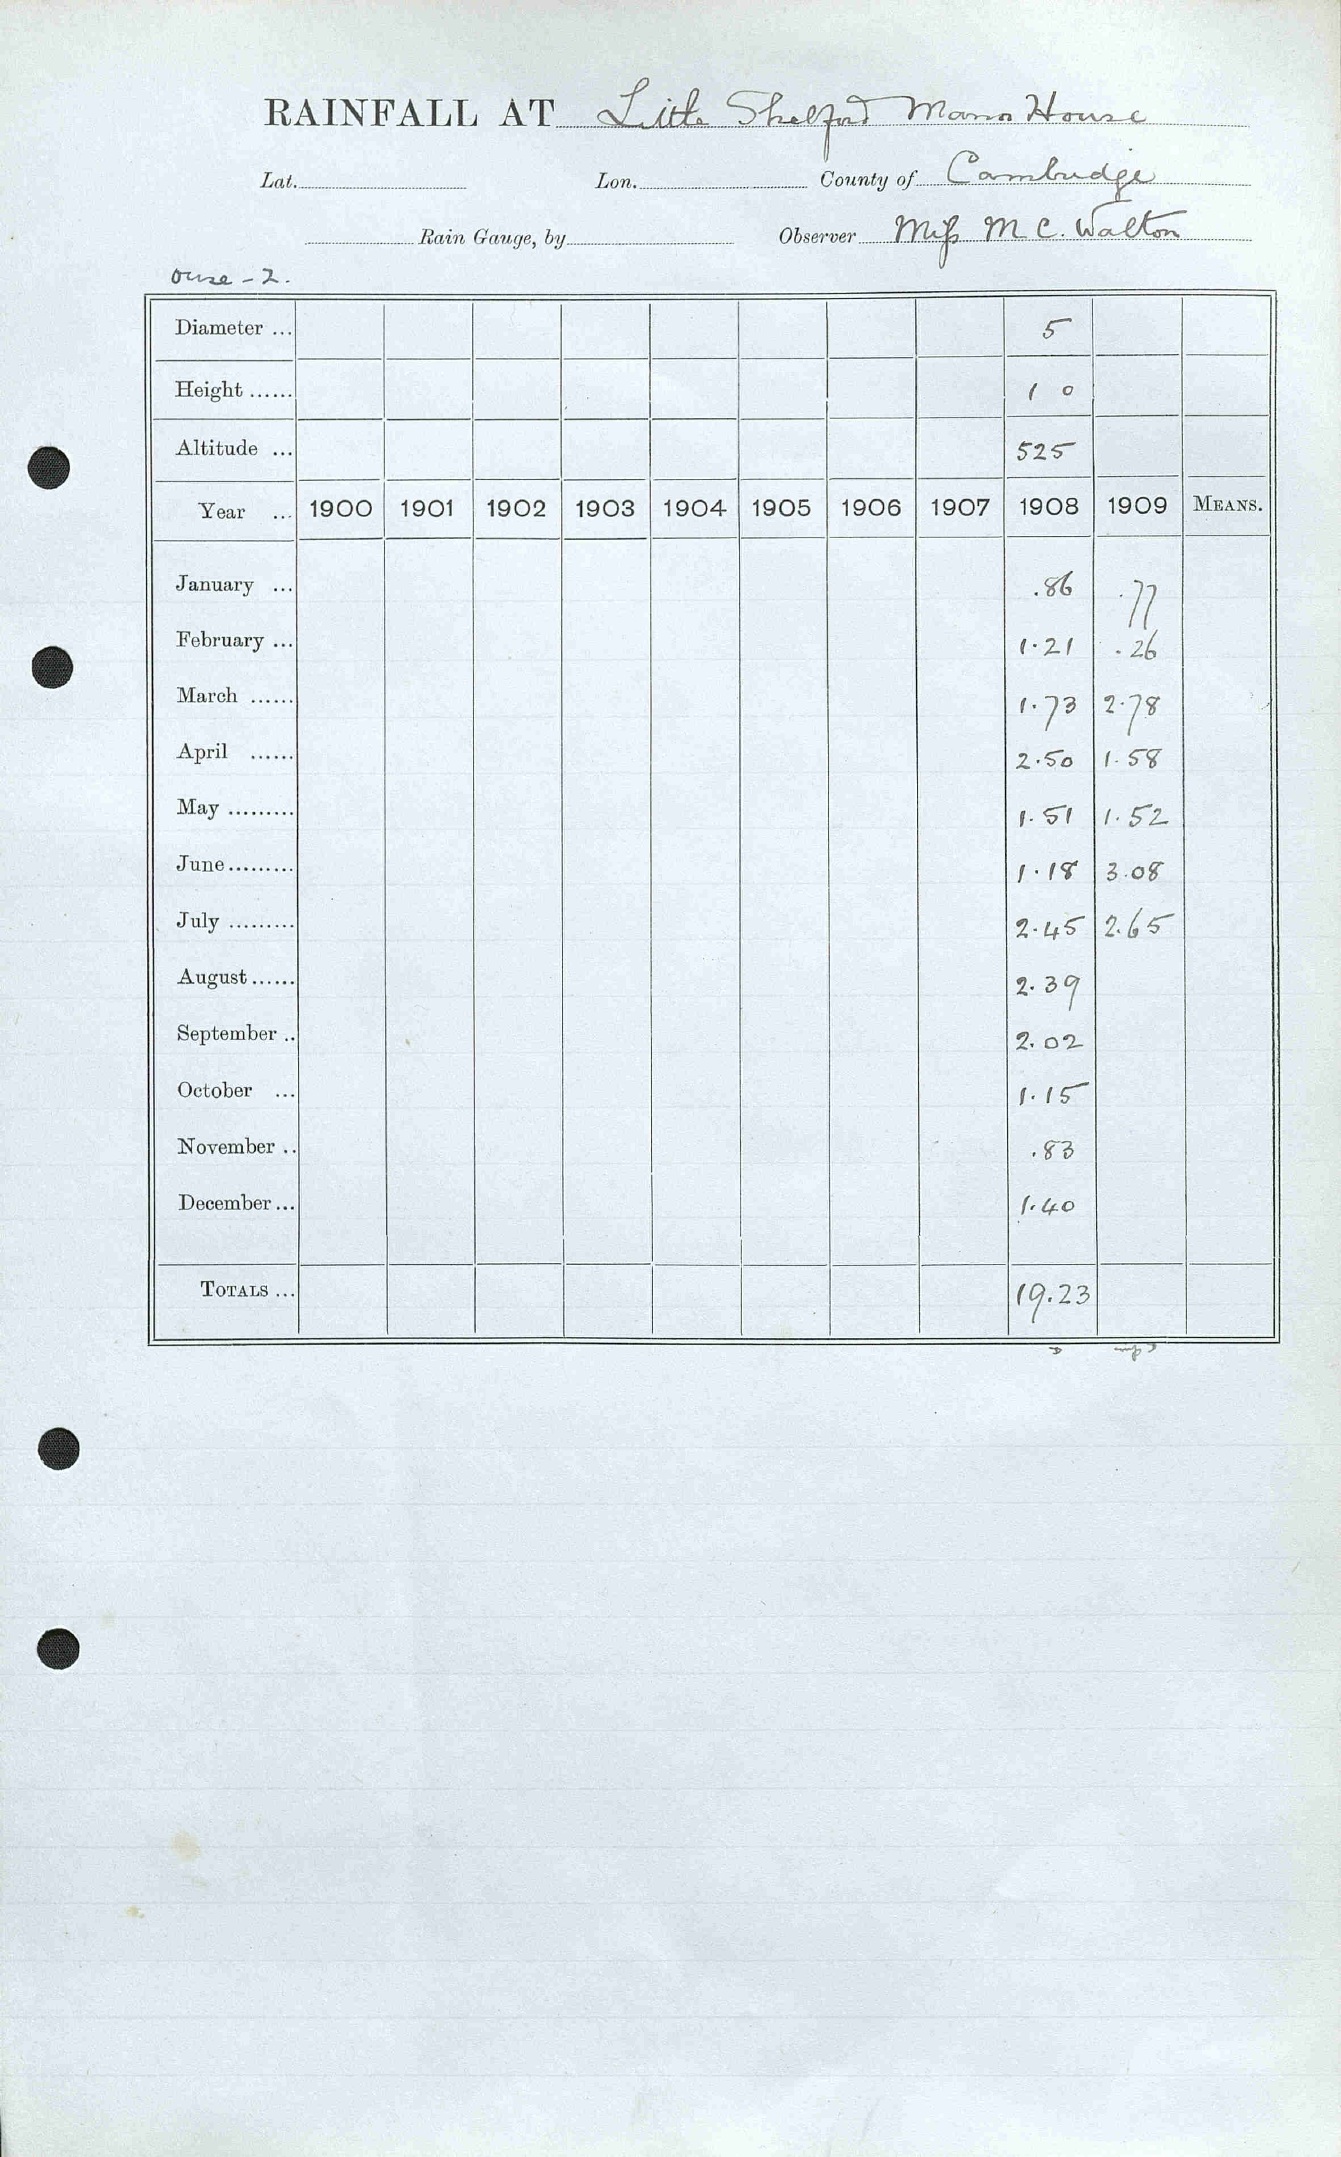 RAINFALL AT Little Shelford Manor House
Lat. Lon. County of Cambridge
Rain Gauge, by Observer Miss M C. Walton
Ouse - 2.
Diameter ... 5
Height ...... 1 0
Altitude ... 525
Year ... 1900 1901 1902 1903 1904 1905 1906 1907 1908 1909 MEANS.
January ... .86 .77
February ... 1.21 .26
March ...... 1.73 2.78
April ...... 2.50 1.58
May ......... 1.51 1.52
June ......... 1.18 3.08
July ......... 2.45 2.65
August ...... 2.39
September .. 2.02
October ... 1.15
November .. .83
December ... 1.40
TOTALS ... 19.23